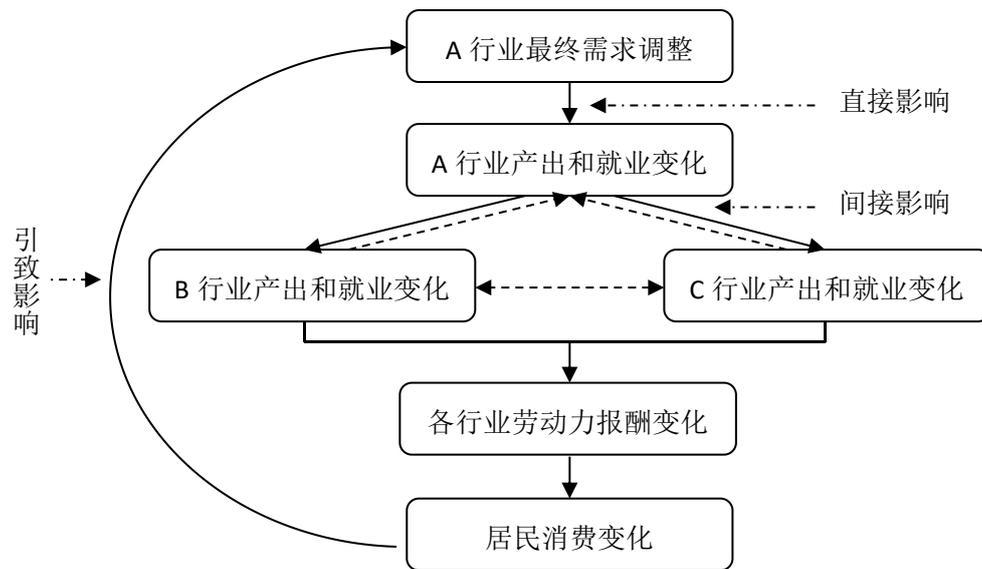 A 行业最终需求调整
直接影响
A 行业产出和就业变化
间接影响
引致影响
B 行业产出和就业变化
C 行业产出和就业变化
各行业劳动力报酬变化
居民消费变化